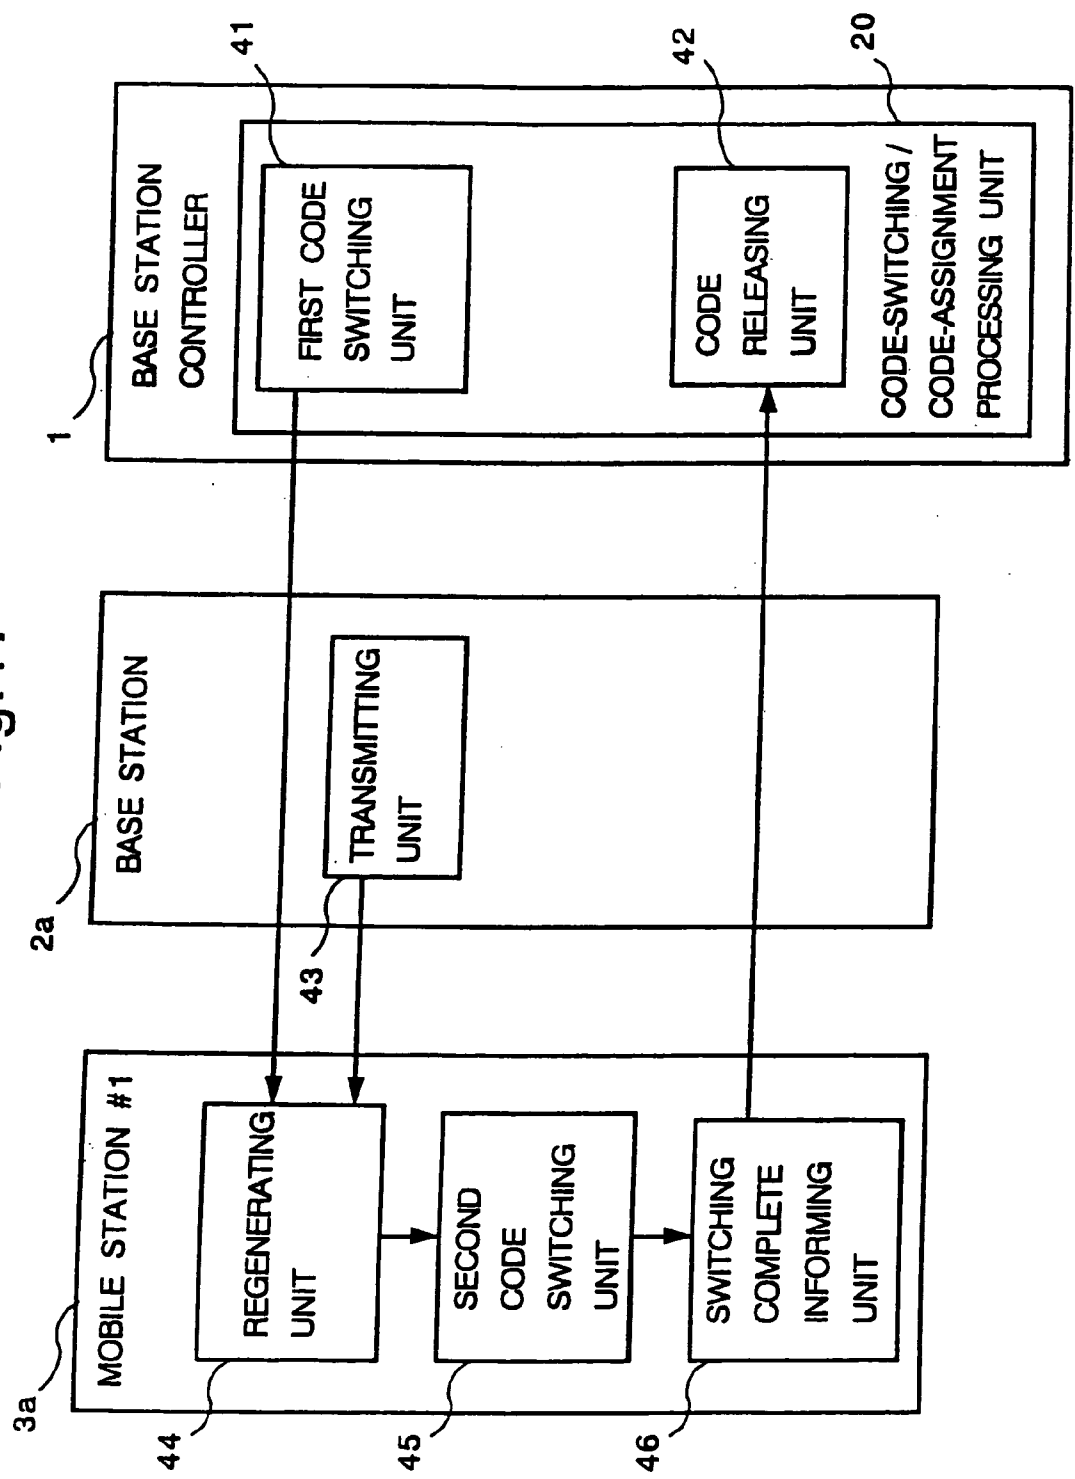 3a
MOBILE STATION #1
44
REGENERATING
UNIT
45
SECOND
CODE
SWITCHING
UNIT
46
SWITCHING
COMPLETE
INFORMING
UNIT
2a
BASE STATION
43
TRANSMITTING
UNIT
1
BASE STATION
CONTROLLER
41
FIRST CODE
SWITCHING
UNIT
42
CODE
RELEASING
UNIT
20
CODE-SWITCHING/
CODE-ASSIGNMENT
PROCESSING UNIT